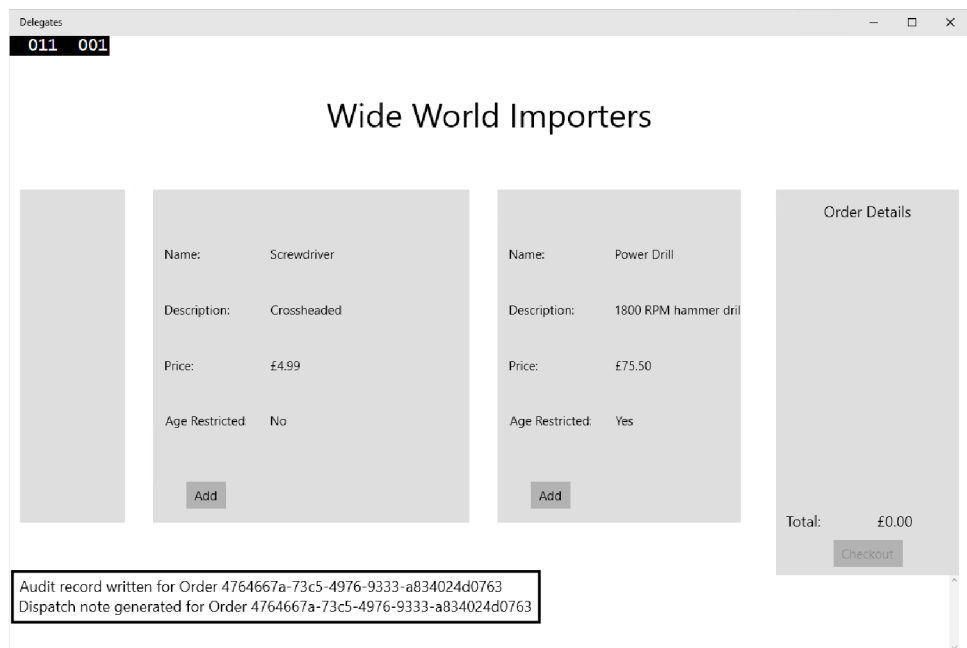 Delegates
011 001
Wide World Importers
Name: Screwdriver
Description: Crossheaded
Price: £4.99
Age Restricted: No
Add
Name: Power Drill
Description: 1800 RPM hammer dril
Price: £75.50
Age Restricted: Yes
Add
Order Details
Total: £0.00
Checkout
Audit record written for Order 4764667a-73c5-4976-9333-a834024d0763
Dispatch note generated for Order 4764667a-73c5-4976-9333-a834024d0763